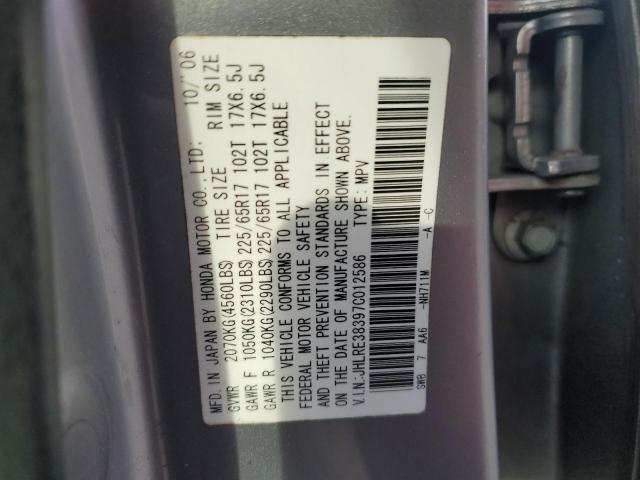 MFD. IN JAPAN BY HONDA MOTOR CO., LTD: 10/'06
GVWR 2070KG(4560LBS) TIRE SIZE RIM SIZE
GAWR F 1050KG(2310LBS) 225/65R17 102T 17X6.5J
GAWR R 1040KG(2290LBS) 225/65R17 102T 17X6.5J
THIS VEHICLE CONFORMS TO ALL APPLICABLE
FEDERAL MOTOR VEHICLE SAFETY
AND THEFT PREVENTION STANDARDS IN EFFECT
ON THE DATE OF MANUFACTURE SHOWN ABOVE.
V.I.N:JHLRE38397C012586 TYPE: MPV
SWB 7 AA6 -NH711M -A -C